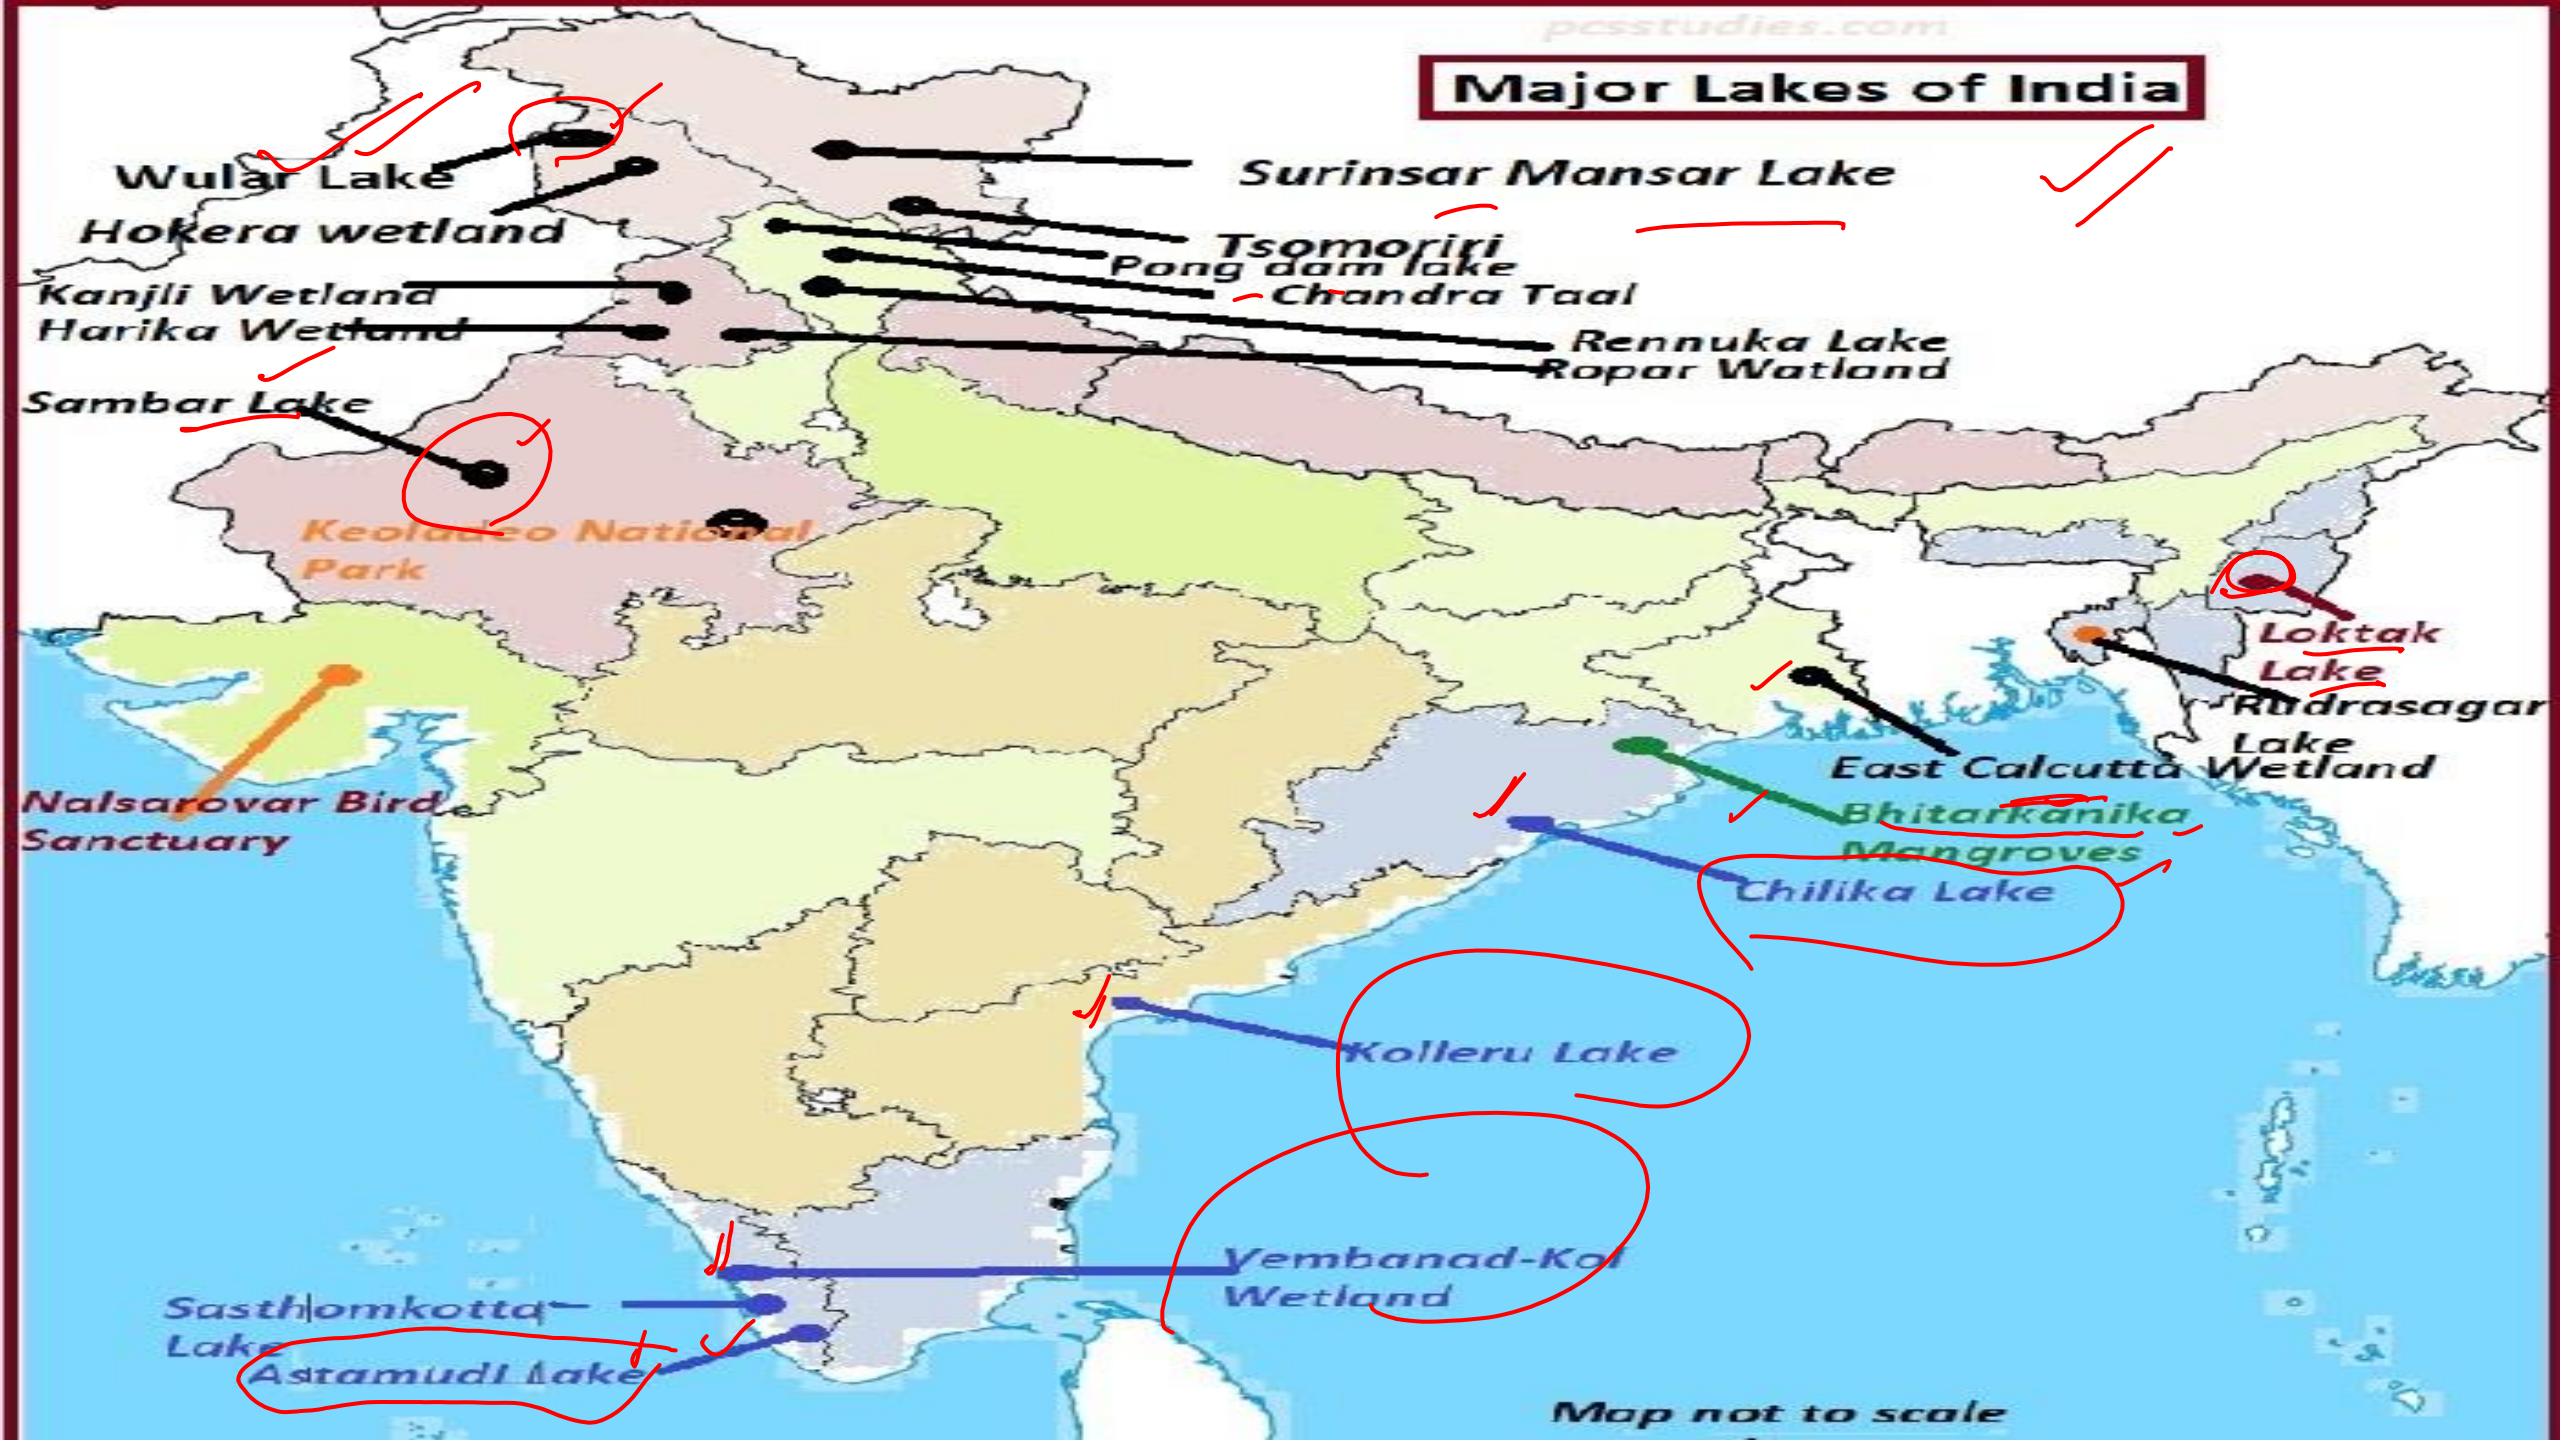 pcsstudies.com
Major Lakes of India
Wular Lake
Surinsar Mansar Lake
Hokera wetland
Tsomoriri
Pong dam lake
Kanjli Wetland
Chandra Taal
Harika Wetland
Rennuka Lake
Ropar Watland
Sambar Lake
Keoladeo National
Park
Loktak
Lake
Rudrasagar
Lake
East Calcutta Wetland
Nalsarovar Bird
Sanctuary
Bhitarkanika
Mangroves
Chilika Lake
Kolleru Lake
Vembanad-Kol
Wetland
Sasthomkotta
Lake
Astamudi Lake
Map not to scale